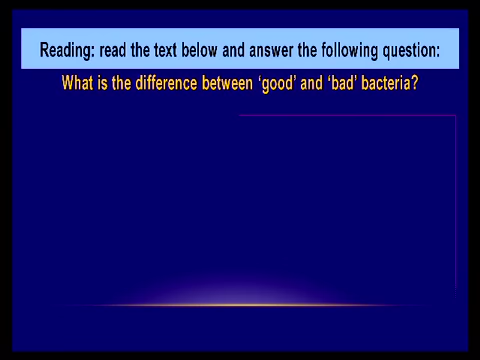 Reading: read the text below and answer the following question:
What is the difference between ‘good’ and ‘bad’ bacteria?